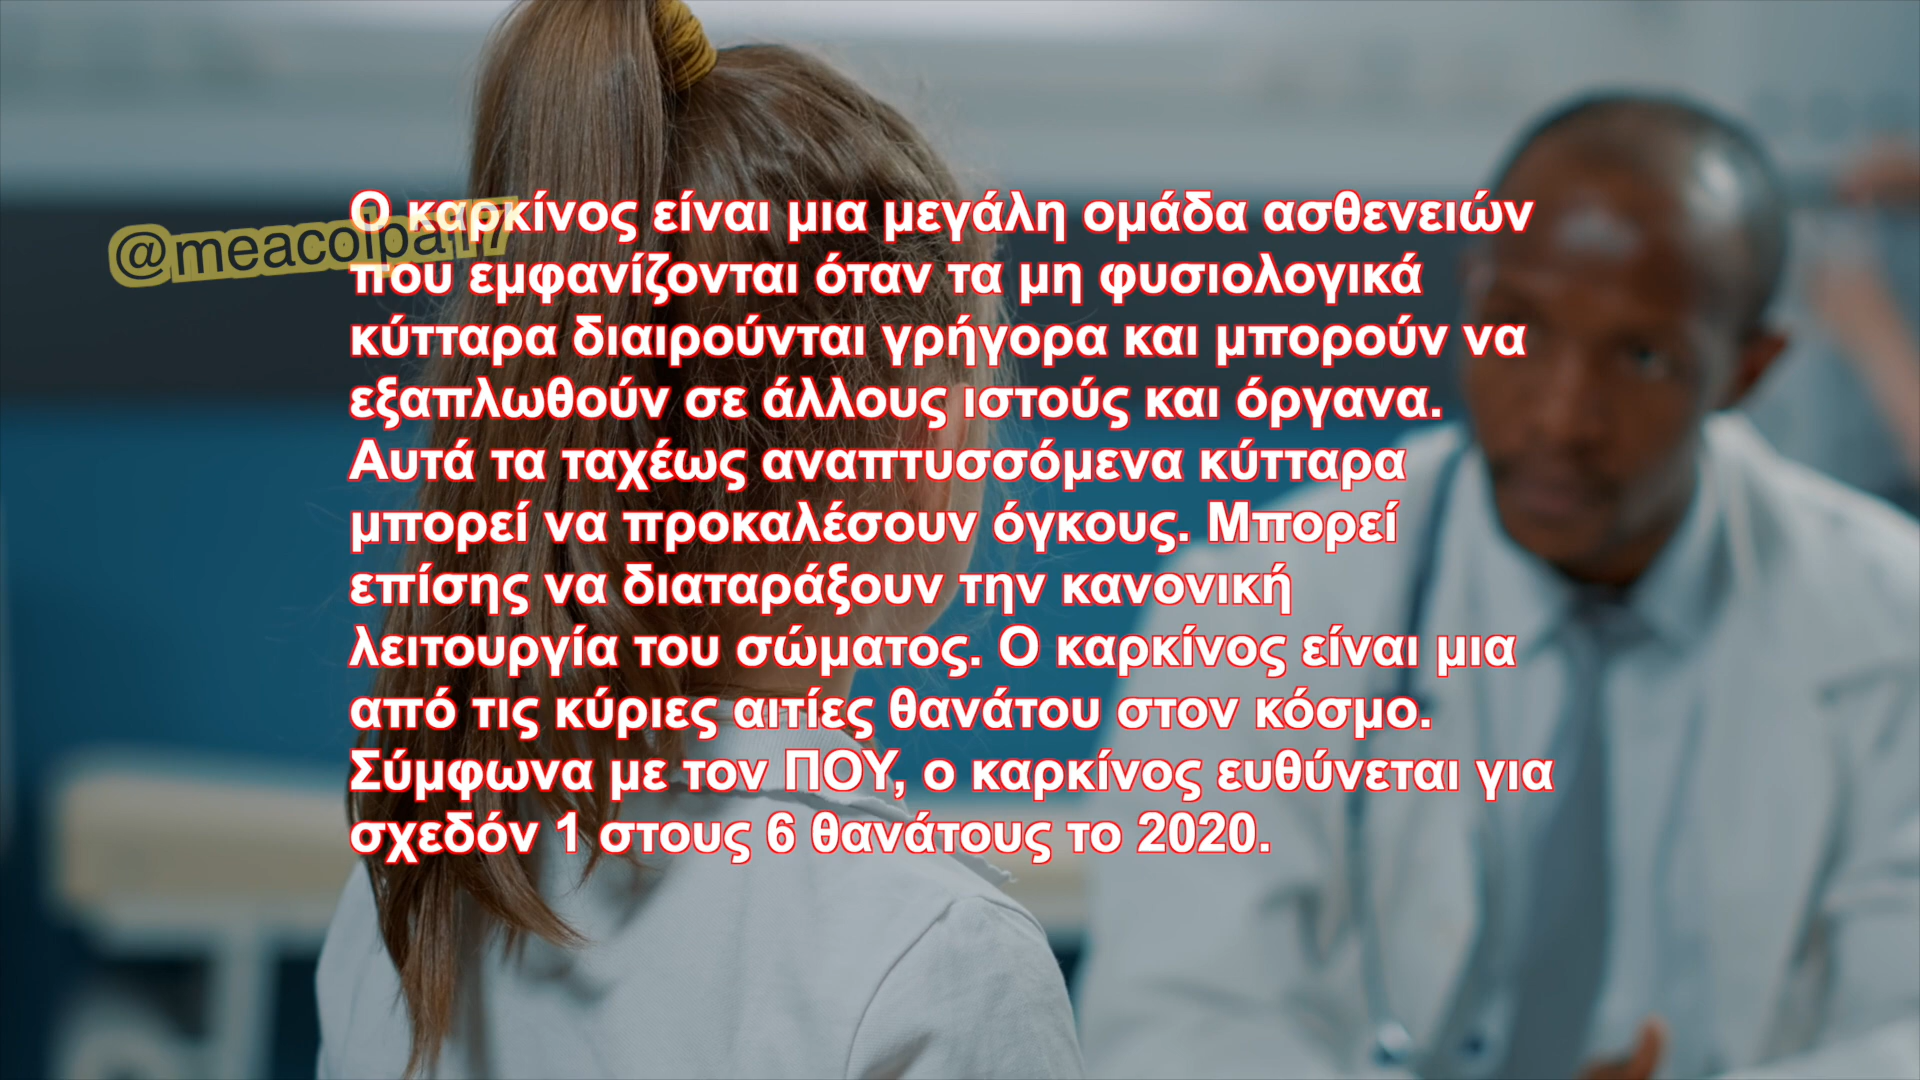 @meacolpa17
Ο καρκίνος είναι μια μεγάλη ομάδα ασθενειών
που εμφανίζονται όταν τα μη φυσιολογικά
κύτταρα διαιρούνται γρήγορα και μπορούν να
εξαπλωθούν σε άλλους ιστούς και όργανα.
Αυτά τα ταχέως αναπτυσσόμενα κύτταρα
μπορεί να προκαλέσουν όγκους. Μπορεί
επίσης να διαταράξουν την κανονική
λειτουργία του σώματος. Ο καρκίνος είναι μια
από τις κύριες αιτίες θανάτου στον κόσμο.
Σύμφωνα με τον ΠΟΥ, ο καρκίνος ευθύνεται για
σχεδόν 1 στους 6 θανάτους το 2020.